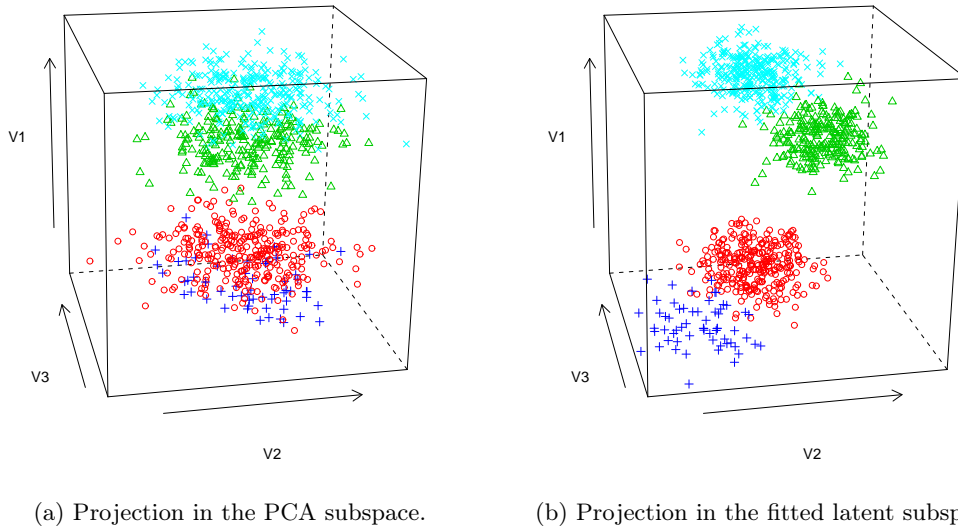 V1
V3
V2
(a) Projection in the PCA subspace.
V1
V3
V2
(b) Projection in the fitted latent subsp